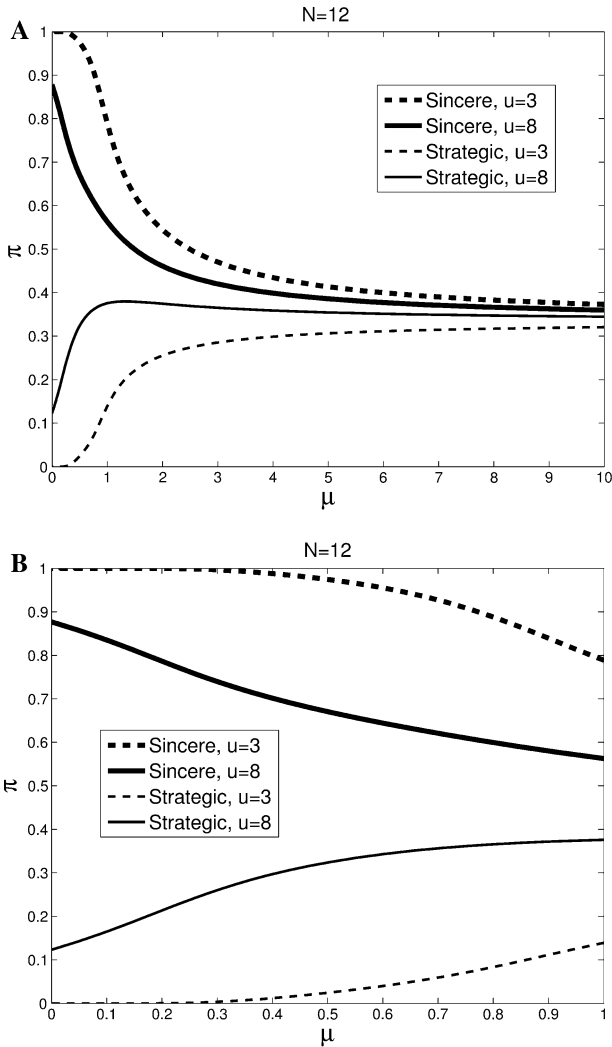 N=12
A
1
0.9
0.8
0.7
0.6
0.5
0.4
0.3
0.2
0.1
0
π
Sincere, u=3
Sincere, u=8
Strategic, u=3
Strategic, u=8
0 1 2 3 4 5 6 7 8 9 10
μ
N=12
B
1
0.9
0.8
0.7
0.6
0.5
0.4
0.3
0.2
0.1
0
π
Sincere, u=3
Sincere, u=8
Strategic, u=3
Strategic, u=8
0 0.1 0.2 0.3 0.4 0.5 0.6 0.7 0.8 0.9 1
μ